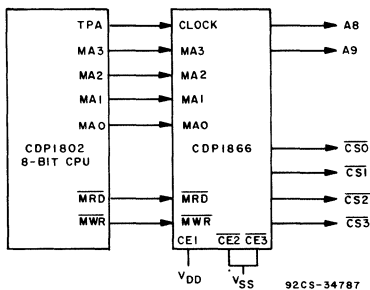 TPA CLOCK A8
MA3 MA3 A9
MA2 MA2
MA1 MA1
MA0 MA0
CDP1802 CDP1866
8-BIT CPU
CS0
CS1
MRD MRD CS2
MWR MWR CS3
CE1 CE2 CE3
VDD VSS 92CS-34787